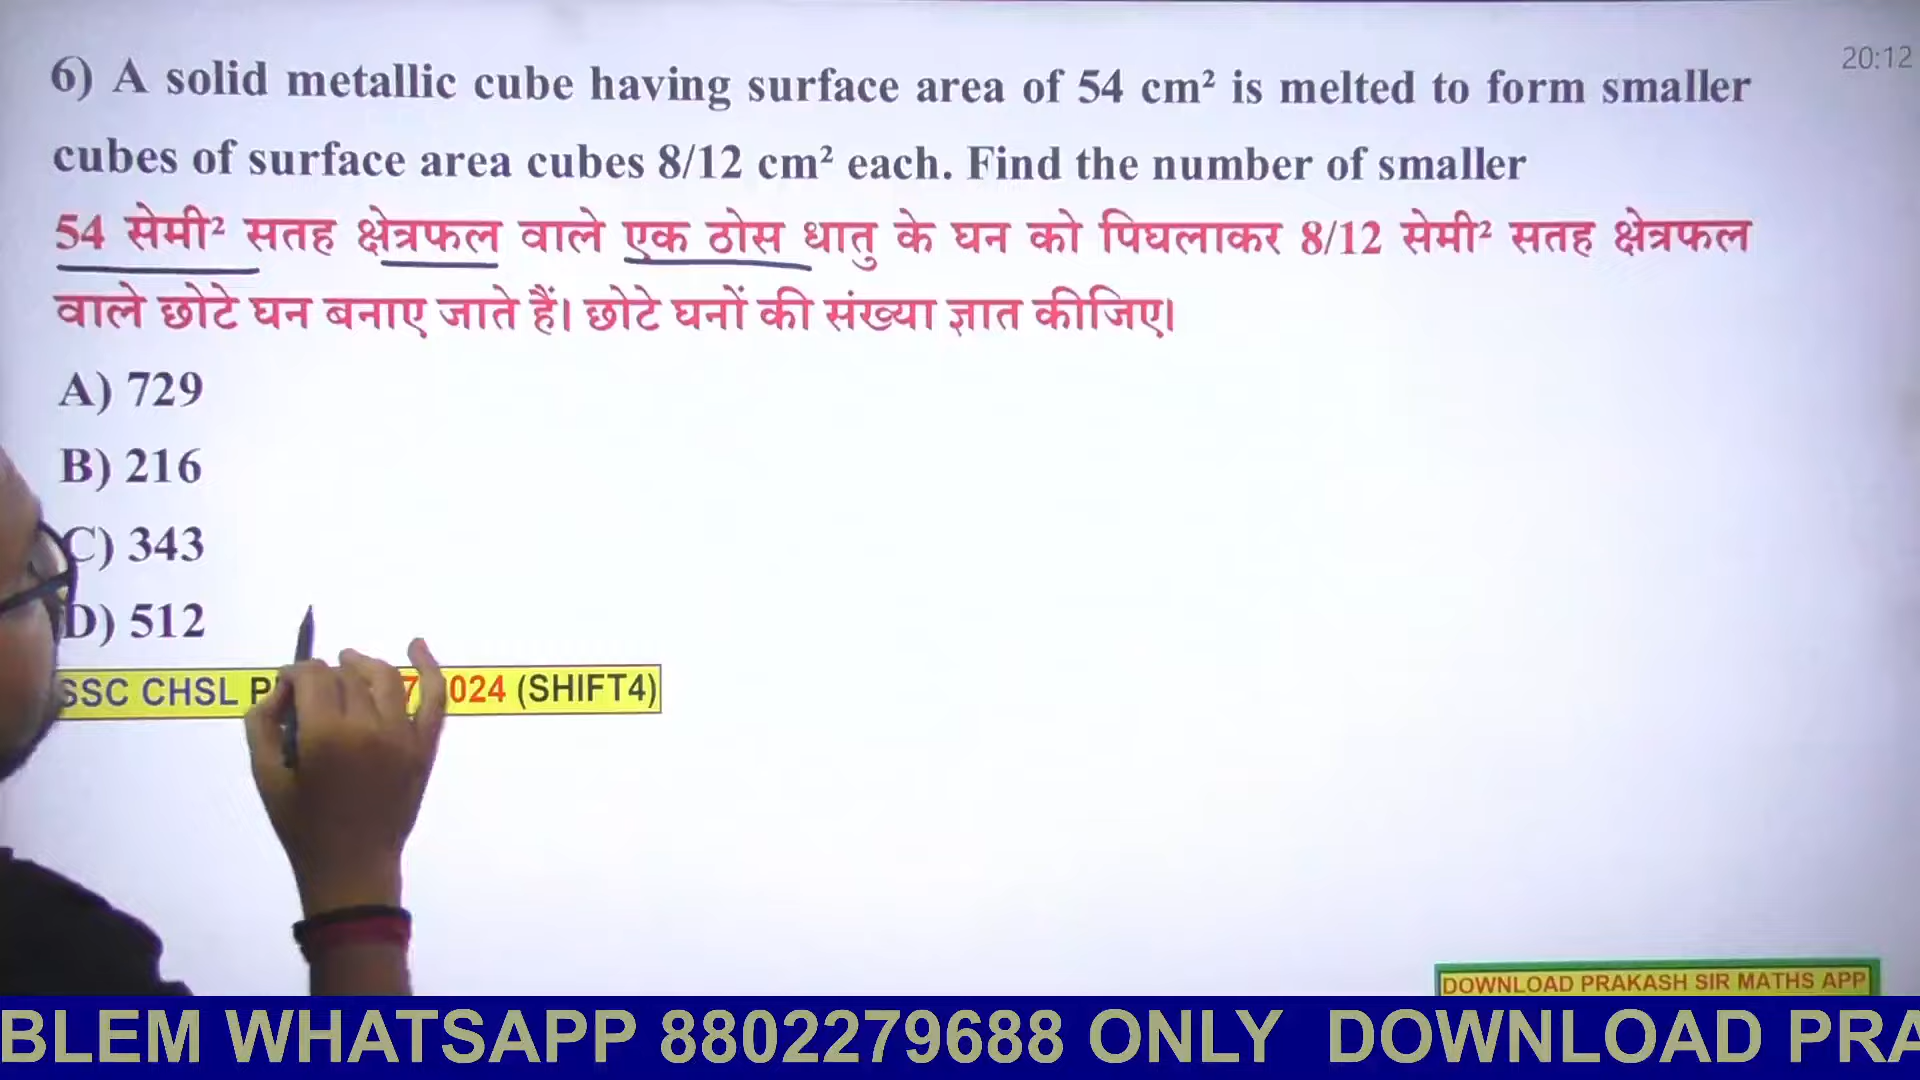 20:12
6) A solid metallic cube having surface area of 54 cm² is melted to form smaller
cubes of surface area cubes 8/12 cm² each. Find the number of smaller
54 सेमी² सतह क्षेत्रफल वाले एक ठोस धातु के घन को पिघलाकर 8/12 सेमी² सतह क्षेत्रफल
वाले छोटे घन बनाए जाते हैं। छोटे घनों की संख्या ज्ञात कीजिए।
A) 729
B) 216
C) 343
D) 512
SSC CHSL 024 (SHIFT4)
DOWNLOAD PRAKASH SIR MATHS APP
BLEM WHATSAPP 8802279688 ONLY DOWNLOAD PRA